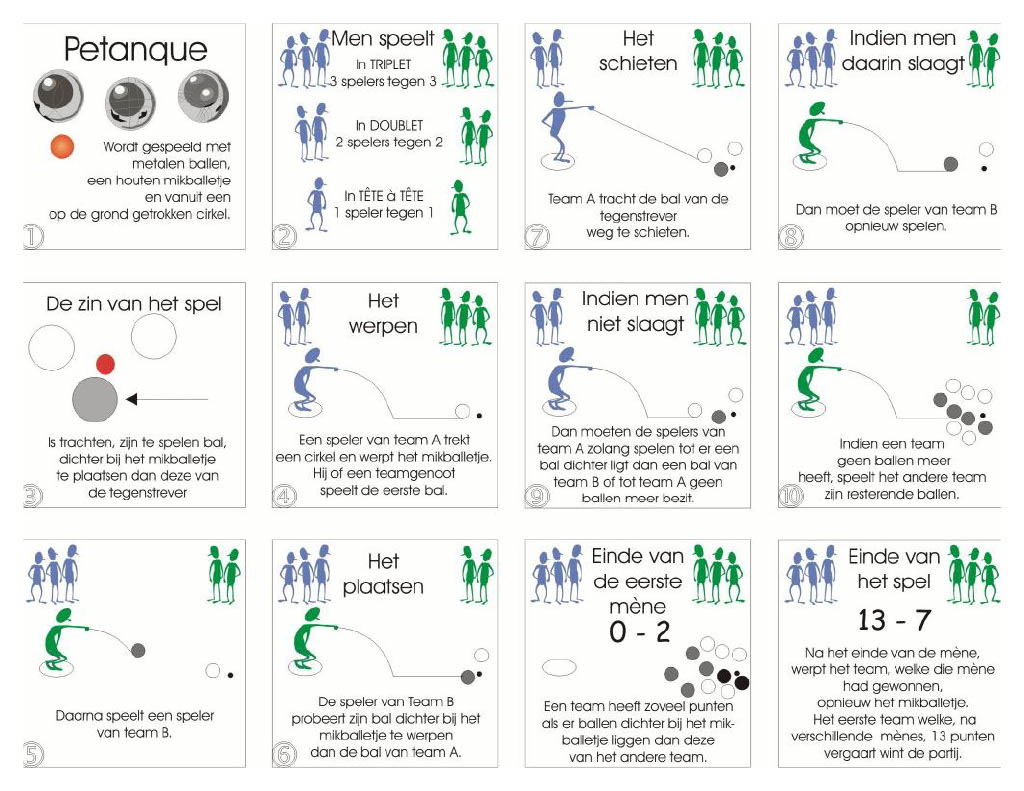 Petanque
Wordt gespeeld met
metalen ballen,
een houten mikballetje
en vanuit een
op de grond getrokken cirkel.
1
Men speelt
In TRIPLET
3 spelers tegen 3
In DOUBLET
2 spelers tegen 2
In TÊTE à TÊTE
1 speler tegen 1
2
De zin van het spel
Is trachten, zijn te spelen bal,
dichter bij het mikballetje
te plaatsen dan deze van
de tegenstrever
3
Het
werpen
Een speler van team A trekt
een cirkel en werpt het mikballetje.
Hij of een teamgenoot
speelt de eerste bal.
4
Daarna speelt een speler
van team B.
5
Het
plaatsen
De speler van Team B
probeert zijn bal dichter bij het
mikballetje te werpen
dan de bal van team A.
6
Het
schieten
Team A tracht de bal van de
tegenstrever
weg te schieten.
7
Indien men
daarin slaagt
Dan moet de speler van team B
opnieuw spelen.
8
Indien men
niet slaagt
Dan moeten de spelers van
team A zolang spelen tot er een
bal dichter ligt dan een bal van
team B of tot team A geen
ballen meer bezit.
9
Indien een team
geen ballen meer
heeft, speelt het andere team
zijn resterende ballen.
10
Einde van
de eerste
mène
0 - 2
Een team heeft zoveel punten
als er ballen dichter bij het mik-
balletje liggen dan deze
van het andere team.
Einde van
het spel
13 - 7
Na het einde van de mène,
werpt het team, welke die mène
had gewonnen,
opnieuw het mikballetje.
Het eerste team welke, na
verschillende mènes, 13 punten
vergaart wint de partij.